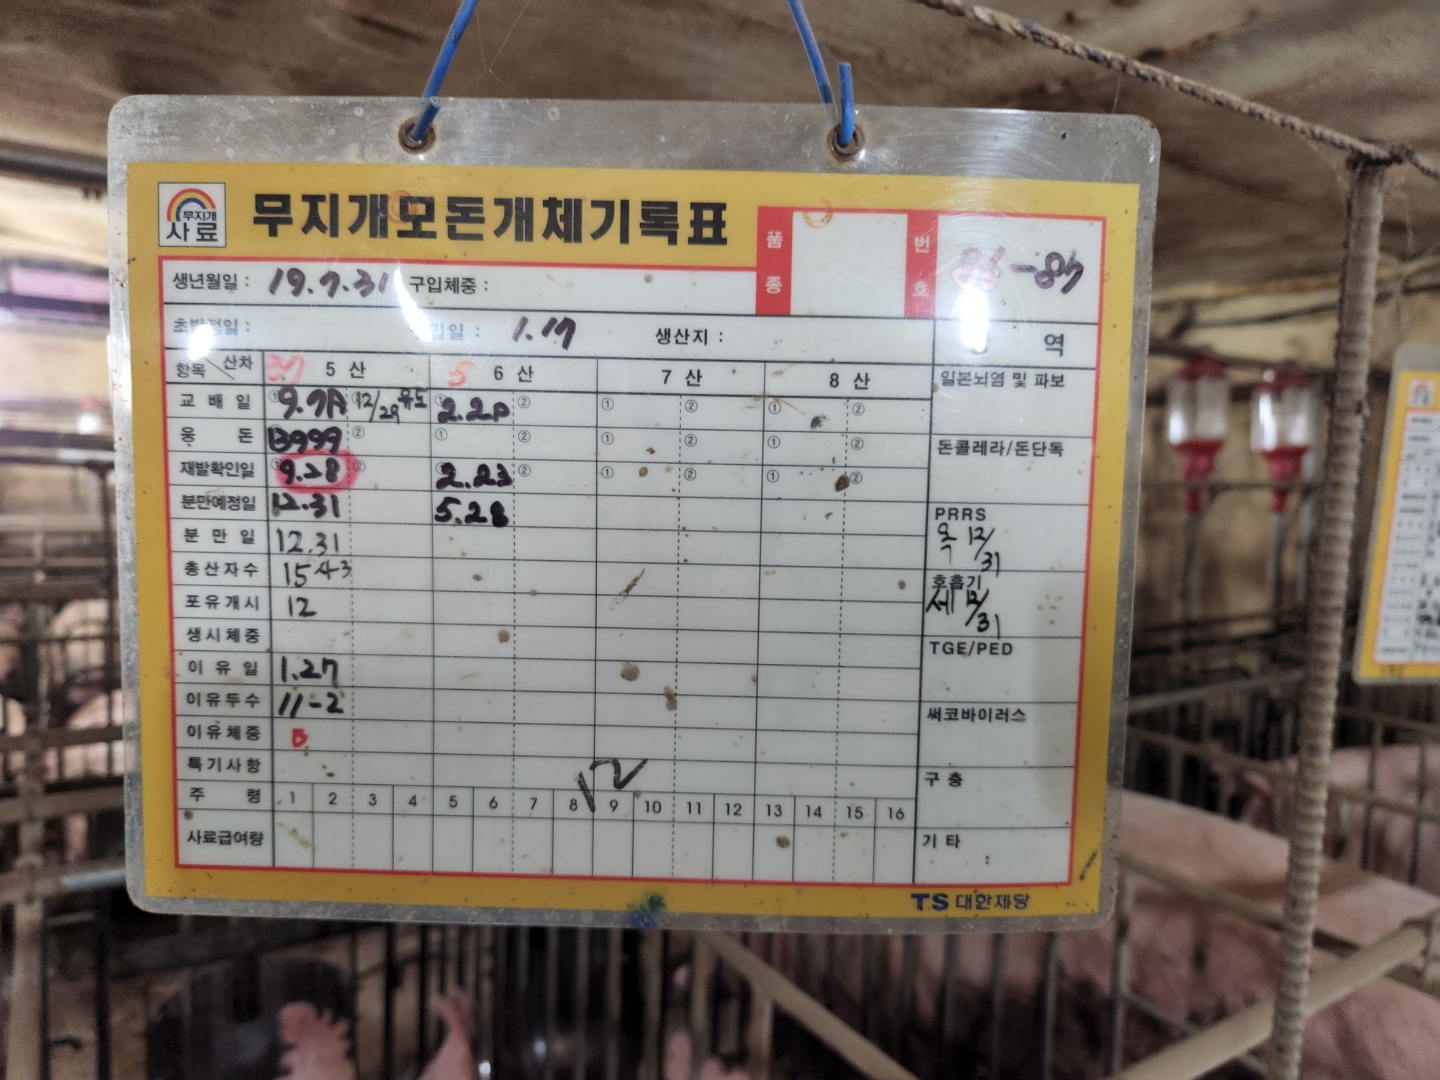 무지개
사료
무지개모돈개체기록표
품종
번호
86-87
생년월일 : 19.7.31 구입체중 :
초발정일 : 입일 : 1.17 생산지 :
역
항목 산차 37 5 산 5 6 산 7 산 8 산
일본뇌염 및 파보
교배일 ① 9.7A ② 12/29 유도 ① 2.2P ② ① ② ① ②
웅돈 B999 ② ① ② ① ② ① ②
돈콜레라/돈단독
재발확인일 9.28 ② 2.23 ② ① ② ① ②
분만예정일 12.31 5.28
PRRS
12/31
분만일 12.31
총산자수 15
호흡기
12/31
포유개시 12
생시체중
TGE/PED
이유일 1.27
이유두수 11-2
써코바이러스
이유체중
특기사항
구충
12
주령 1 2 3 4 5 6 7 8 9 10 11 12 13 14 15 16
사료급여량
기타 :
TS 대한제당